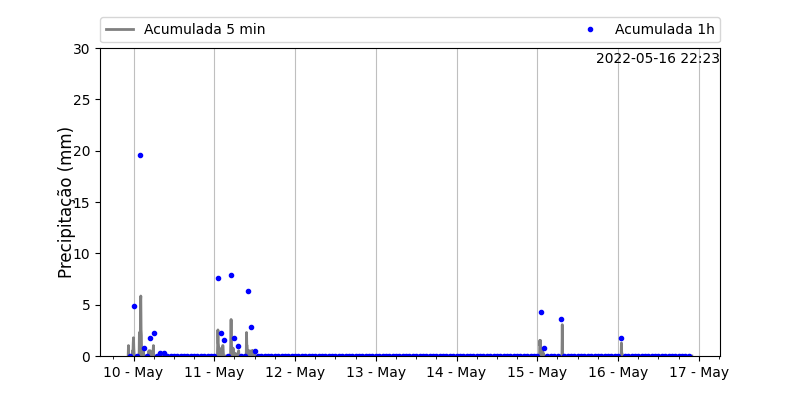 Acumulada 5 min
Acumulada 1h
2022-05-16 22:23
Precipitação (mm)
30
25
20
15
10
5
0
10 - May
11 - May
12 - May
13 - May
14 - May
15 - May
16 - May
17 - May